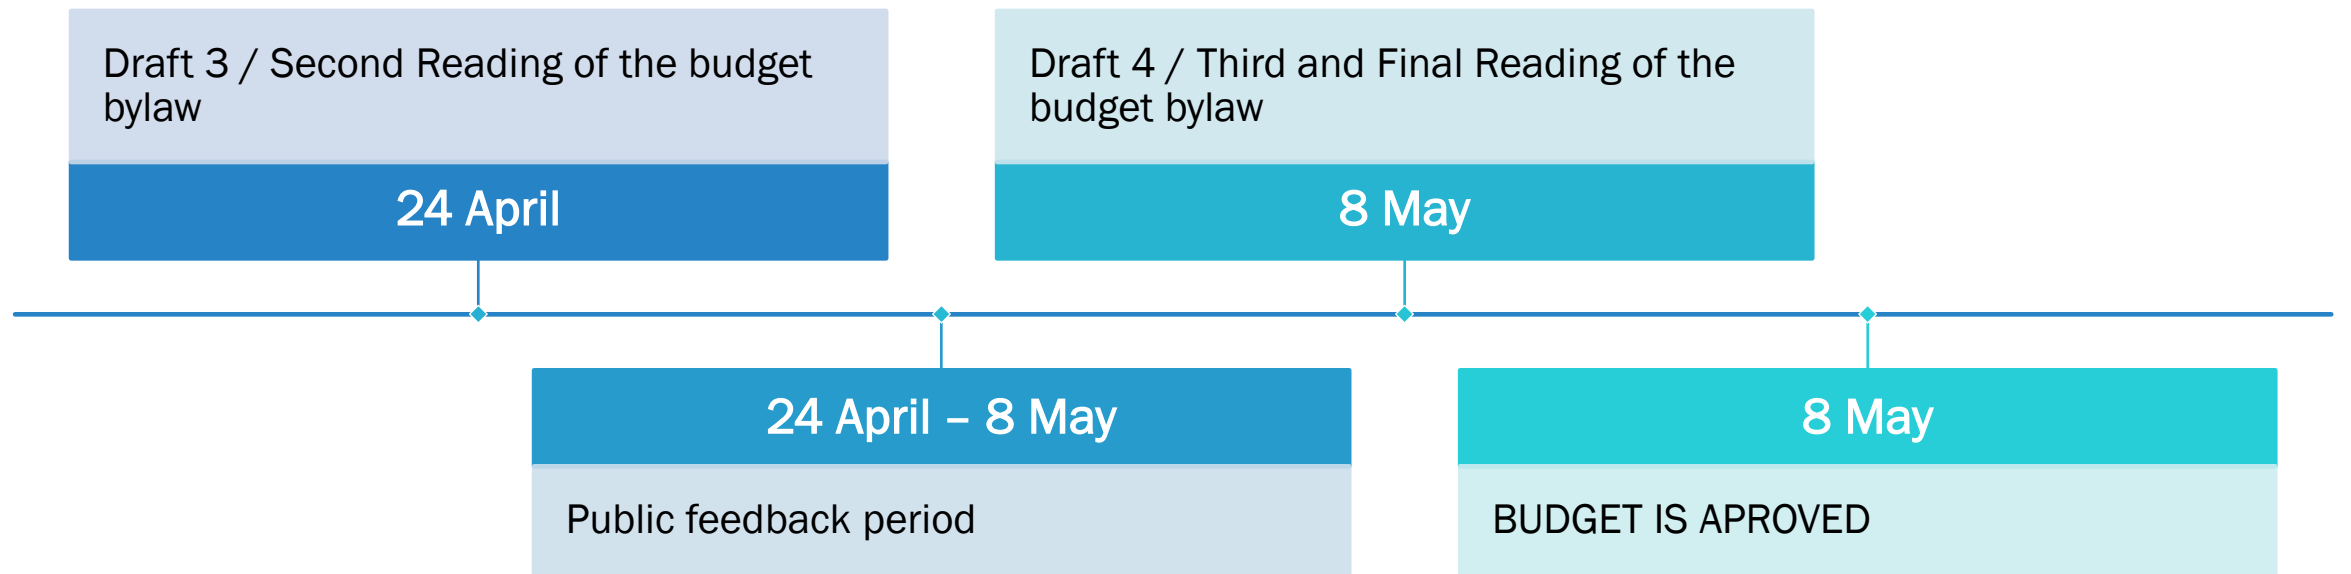 Draft 3 / Second Reading of the budget
bylaw
24 April
24 April – 8 May
Public feedback period
Draft 4 / Third and Final Reading of the
budget bylaw
8 May
8 May
BUDGET IS APROVED